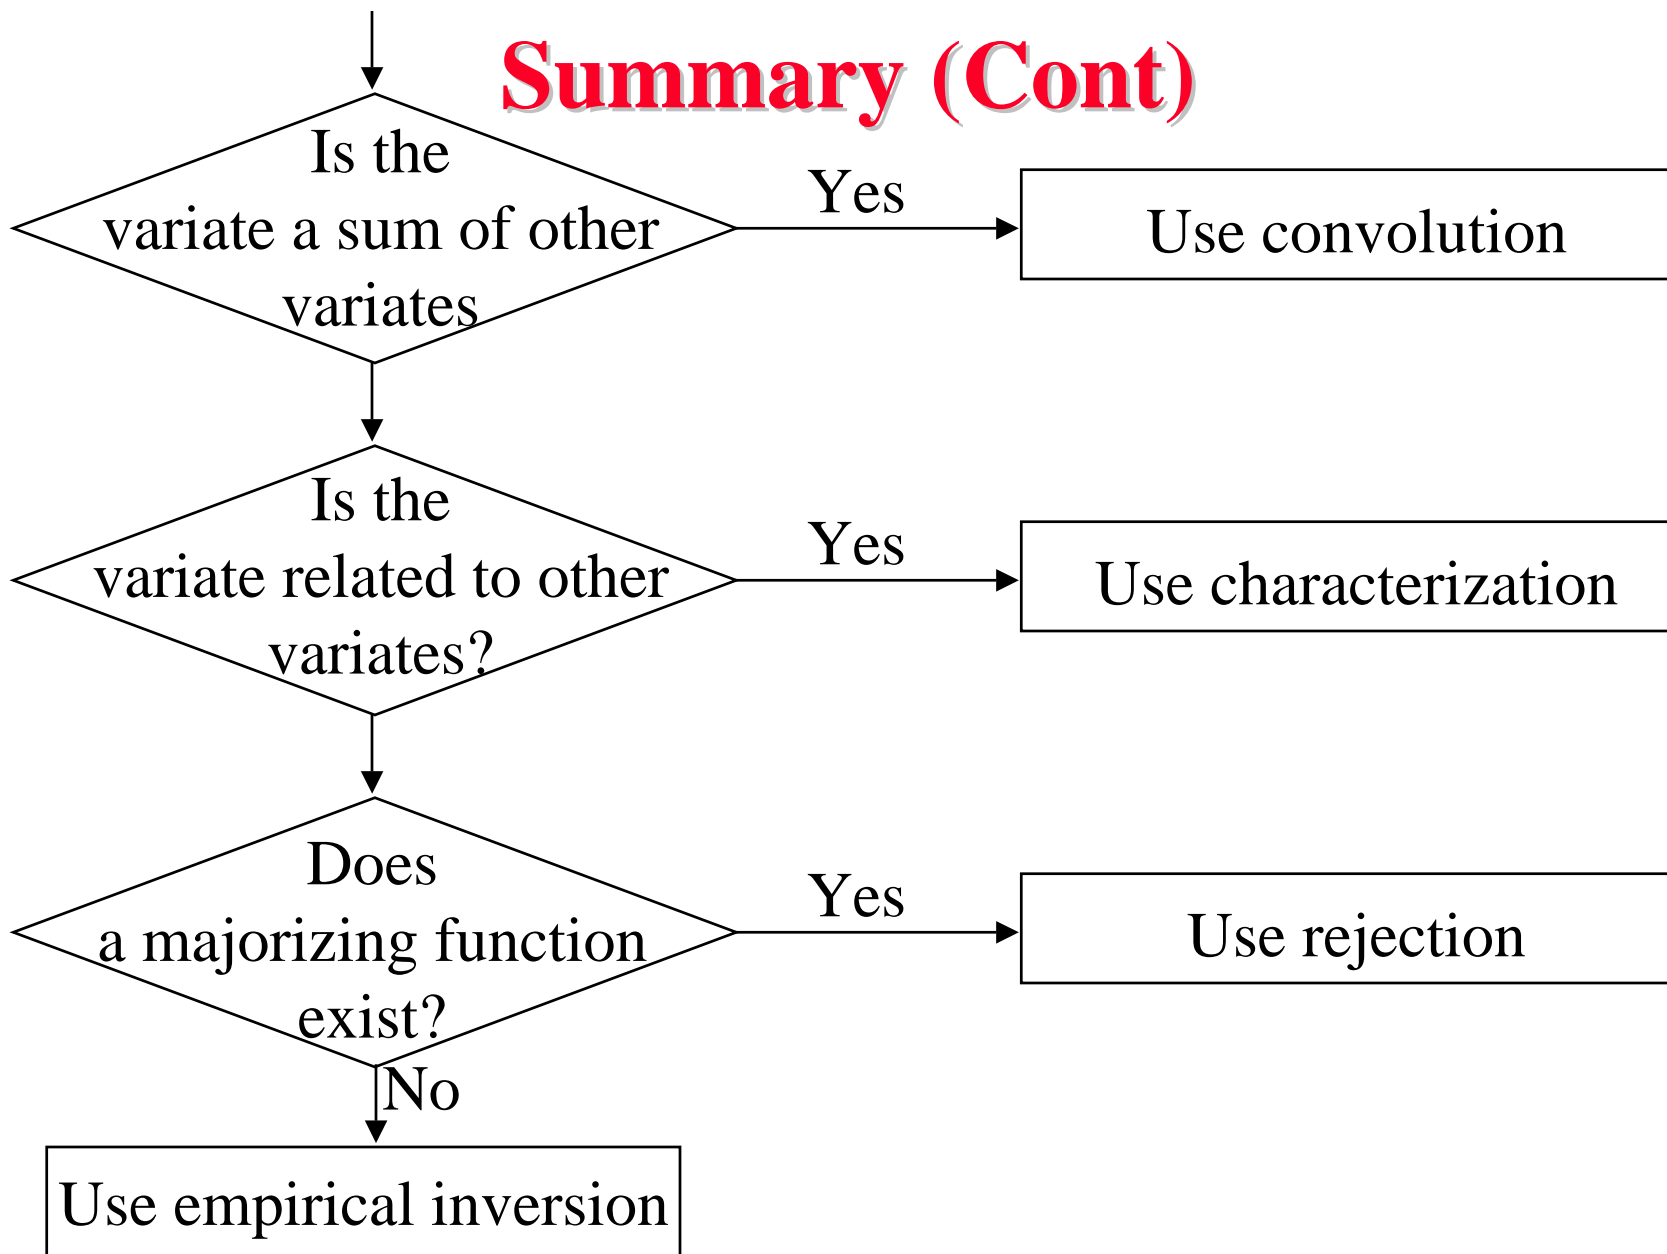 Summary (Cont)
Is the
variate a sum of other
variates
Yes
Use convolution
Is the
variate related to other
variates?
Yes
Use characterization
Does
a majorizing function
exist?
Yes
Use rejection
No
Use empirical inversion